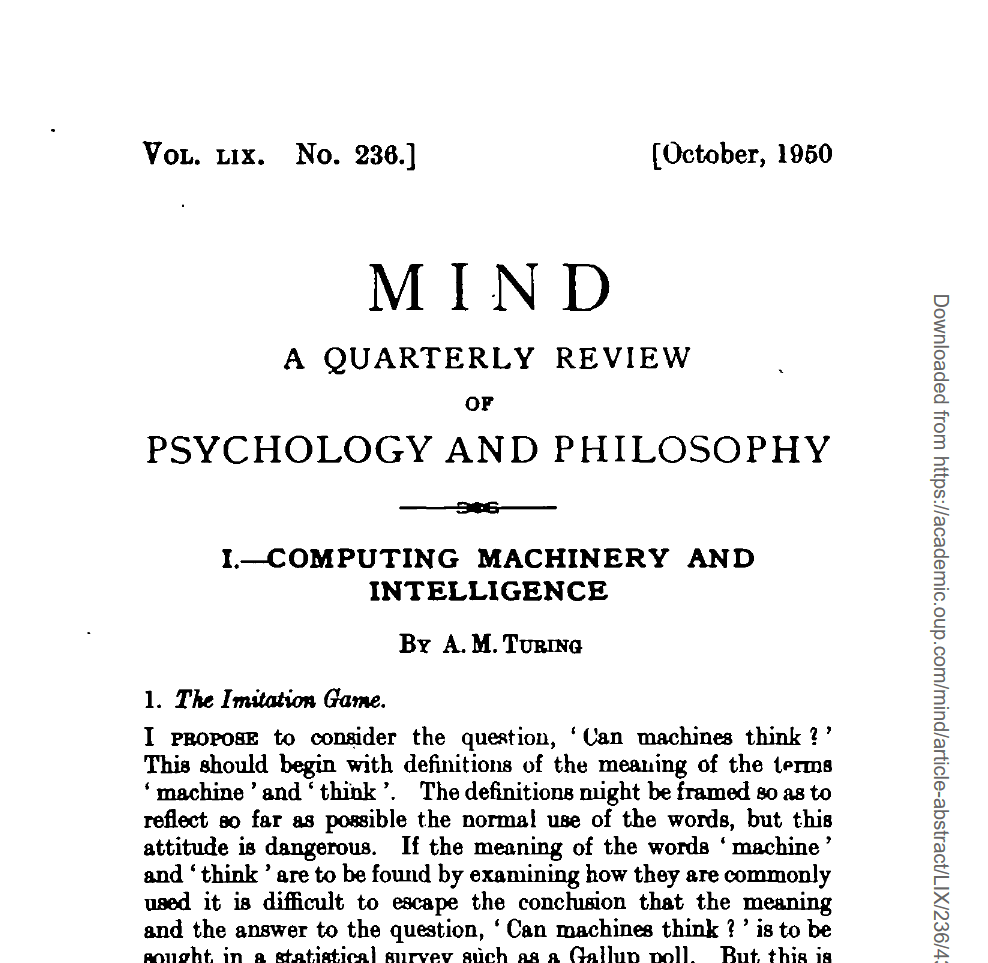 VOL. LIX. No. 236.] [October, 1950
MIND
A QUARTERLY REVIEW
OF
PSYCHOLOGY AND PHILOSOPHY
I.—COMPUTING MACHINERY AND
INTELLIGENCE
BY A. M. TURING
1. The Imitation Game.
I PROPOSE to consider the question, ‘ Can machines think ? ’
This should begin with definitions of the meaning of the terms
‘ machine ’ and ‘ think ’. The definitions might be framed so as to
reflect so far as possible the normal use of the words, but this
attitude is dangerous. If the meaning of the words ‘ machine ’
and ‘ think ’ are to be found by examining how they are commonly
used it is difficult to escape the conclusion that the meaning
and the answer to the question, ‘ Can machines think ? ’ is to be
sought in a statistical survey such as a Gallup poll. But this is
Downloaded from https://academic.oup.com/mind/article-abstract/LIX/236/4